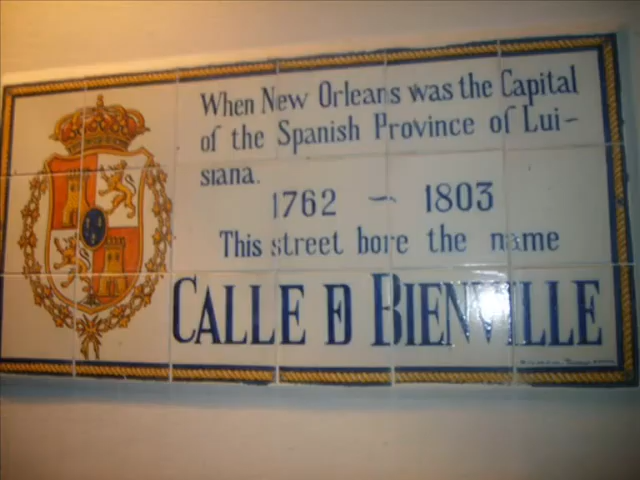 When New Orleans was the Capital
of the Spanish Province of Lui-
siana.
1762 - 1803
This street bore the name
CALLE D BIENVILLE